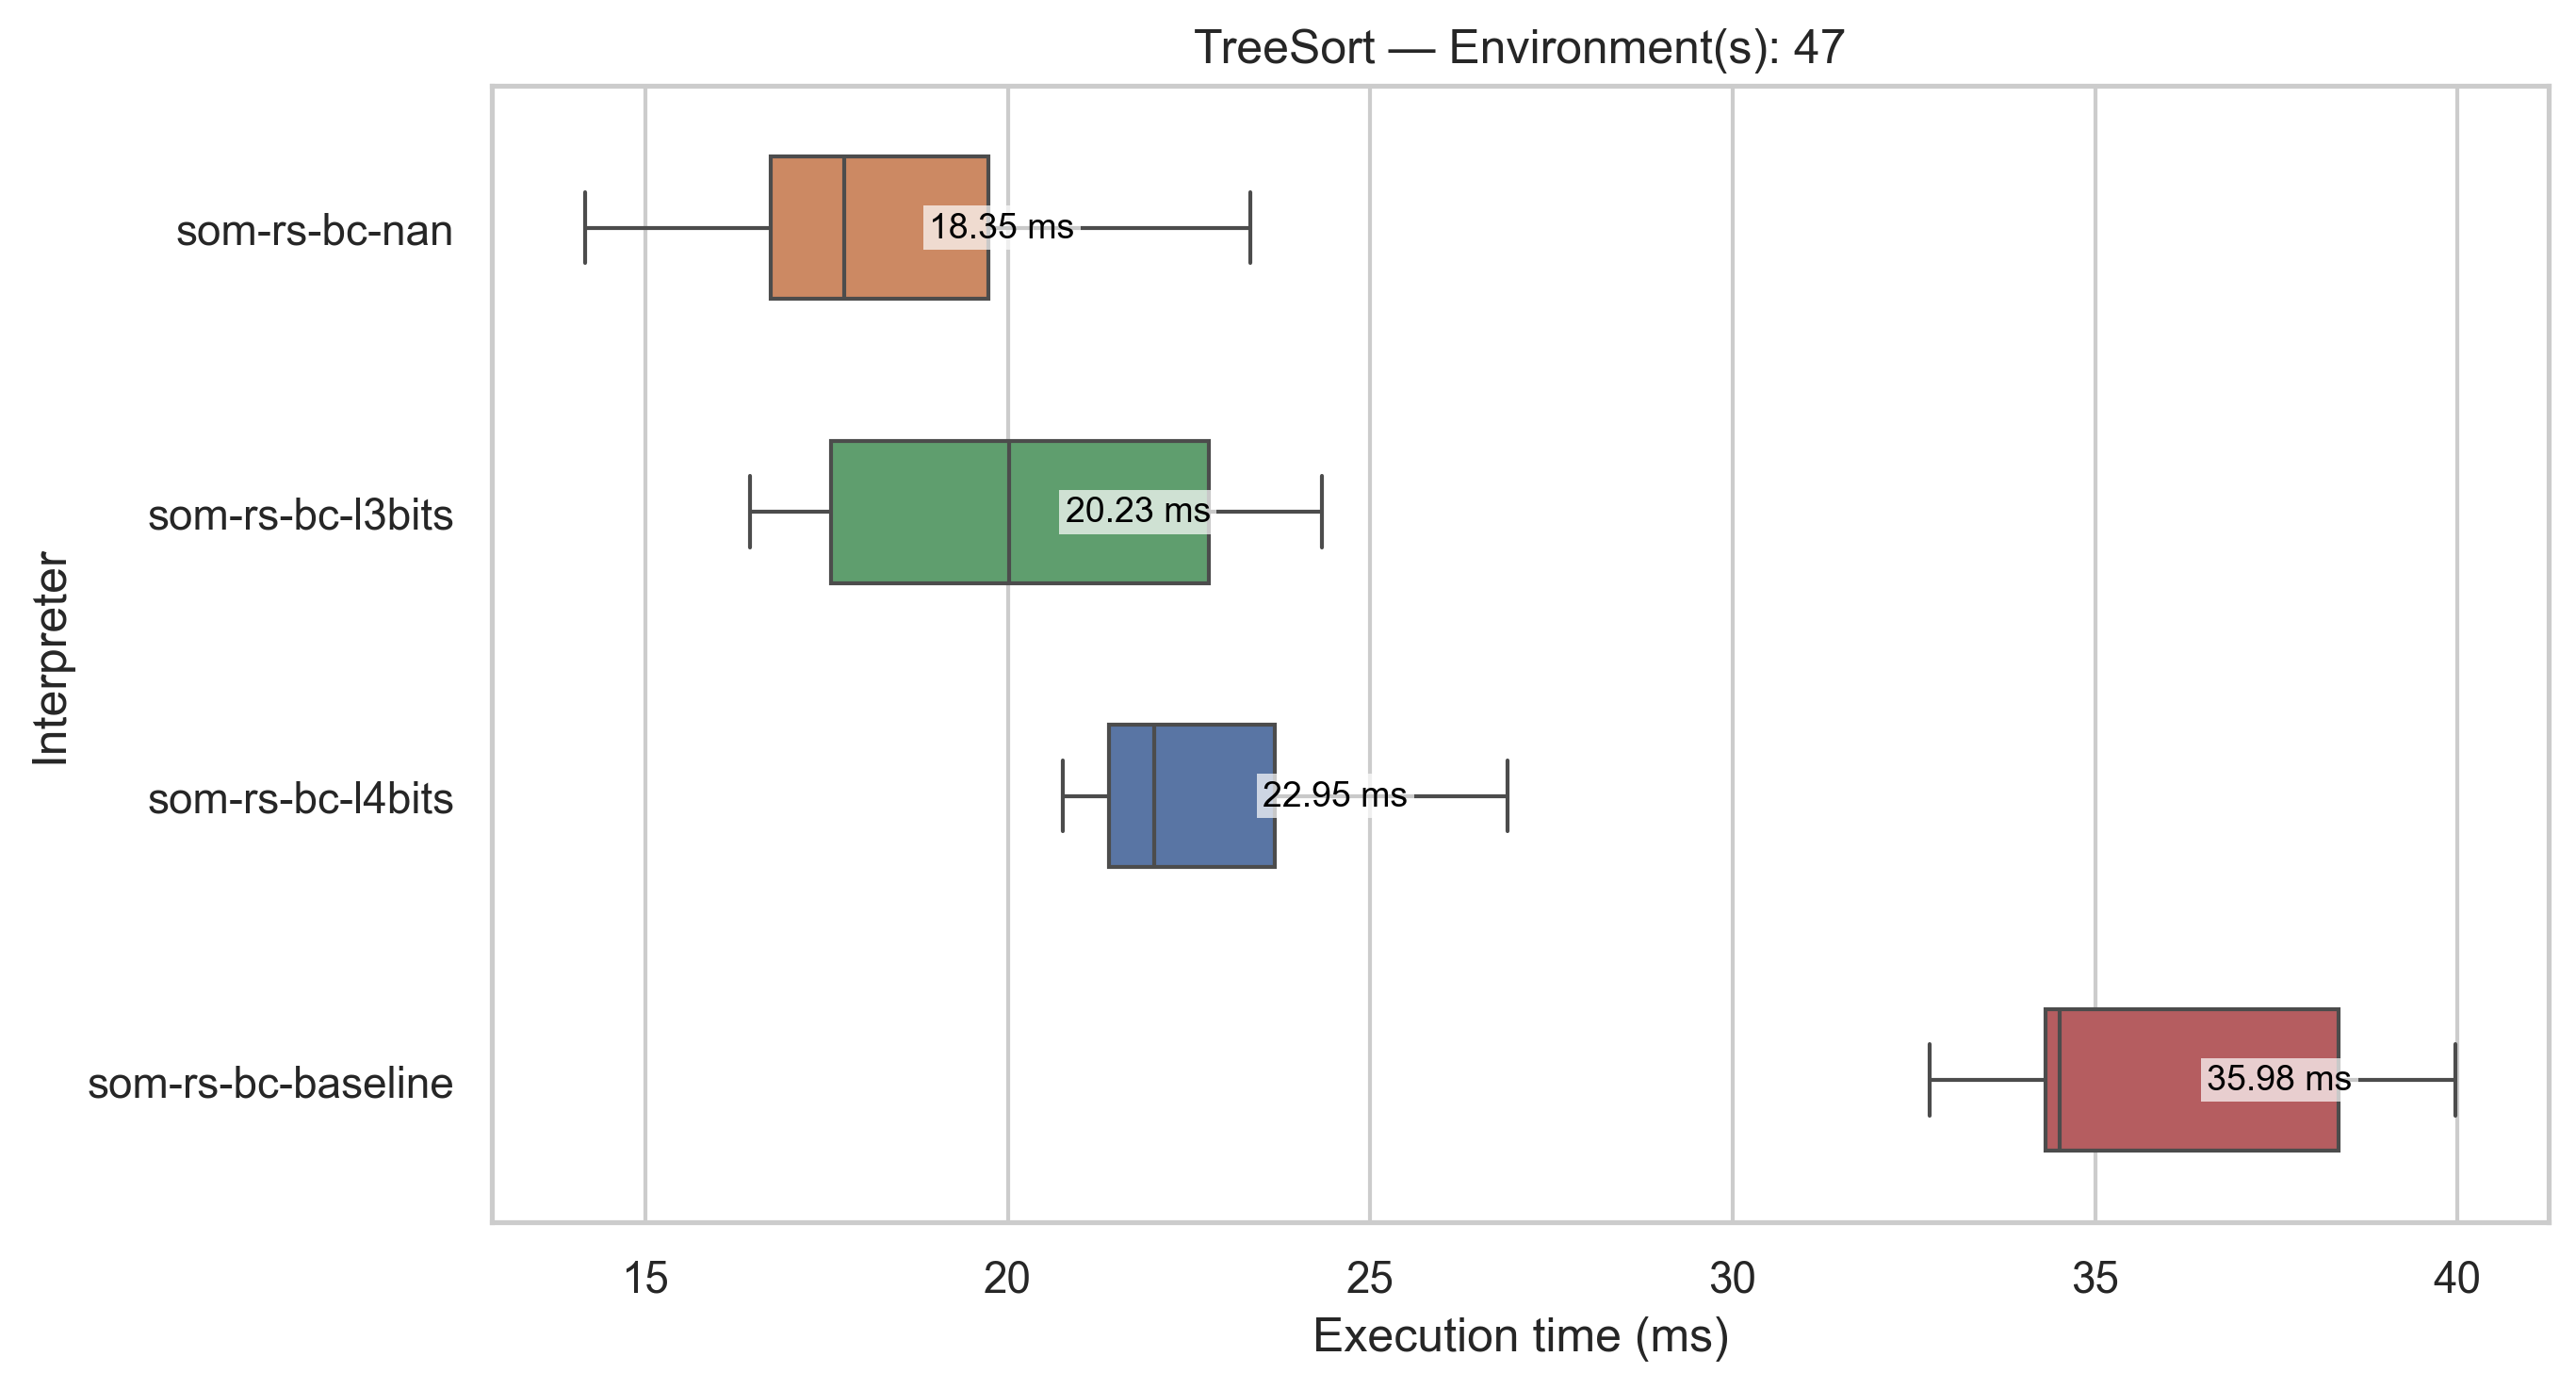 TreeSort — Environment(s): 47
Interpreter
som-rs-bc-nan
18.35 ms
som-rs-bc-l3bits
20.23 ms
som-rs-bc-l4bits
22.95 ms
som-rs-bc-baseline
35.98 ms
15 20 25 30 35 40
Execution time (ms)